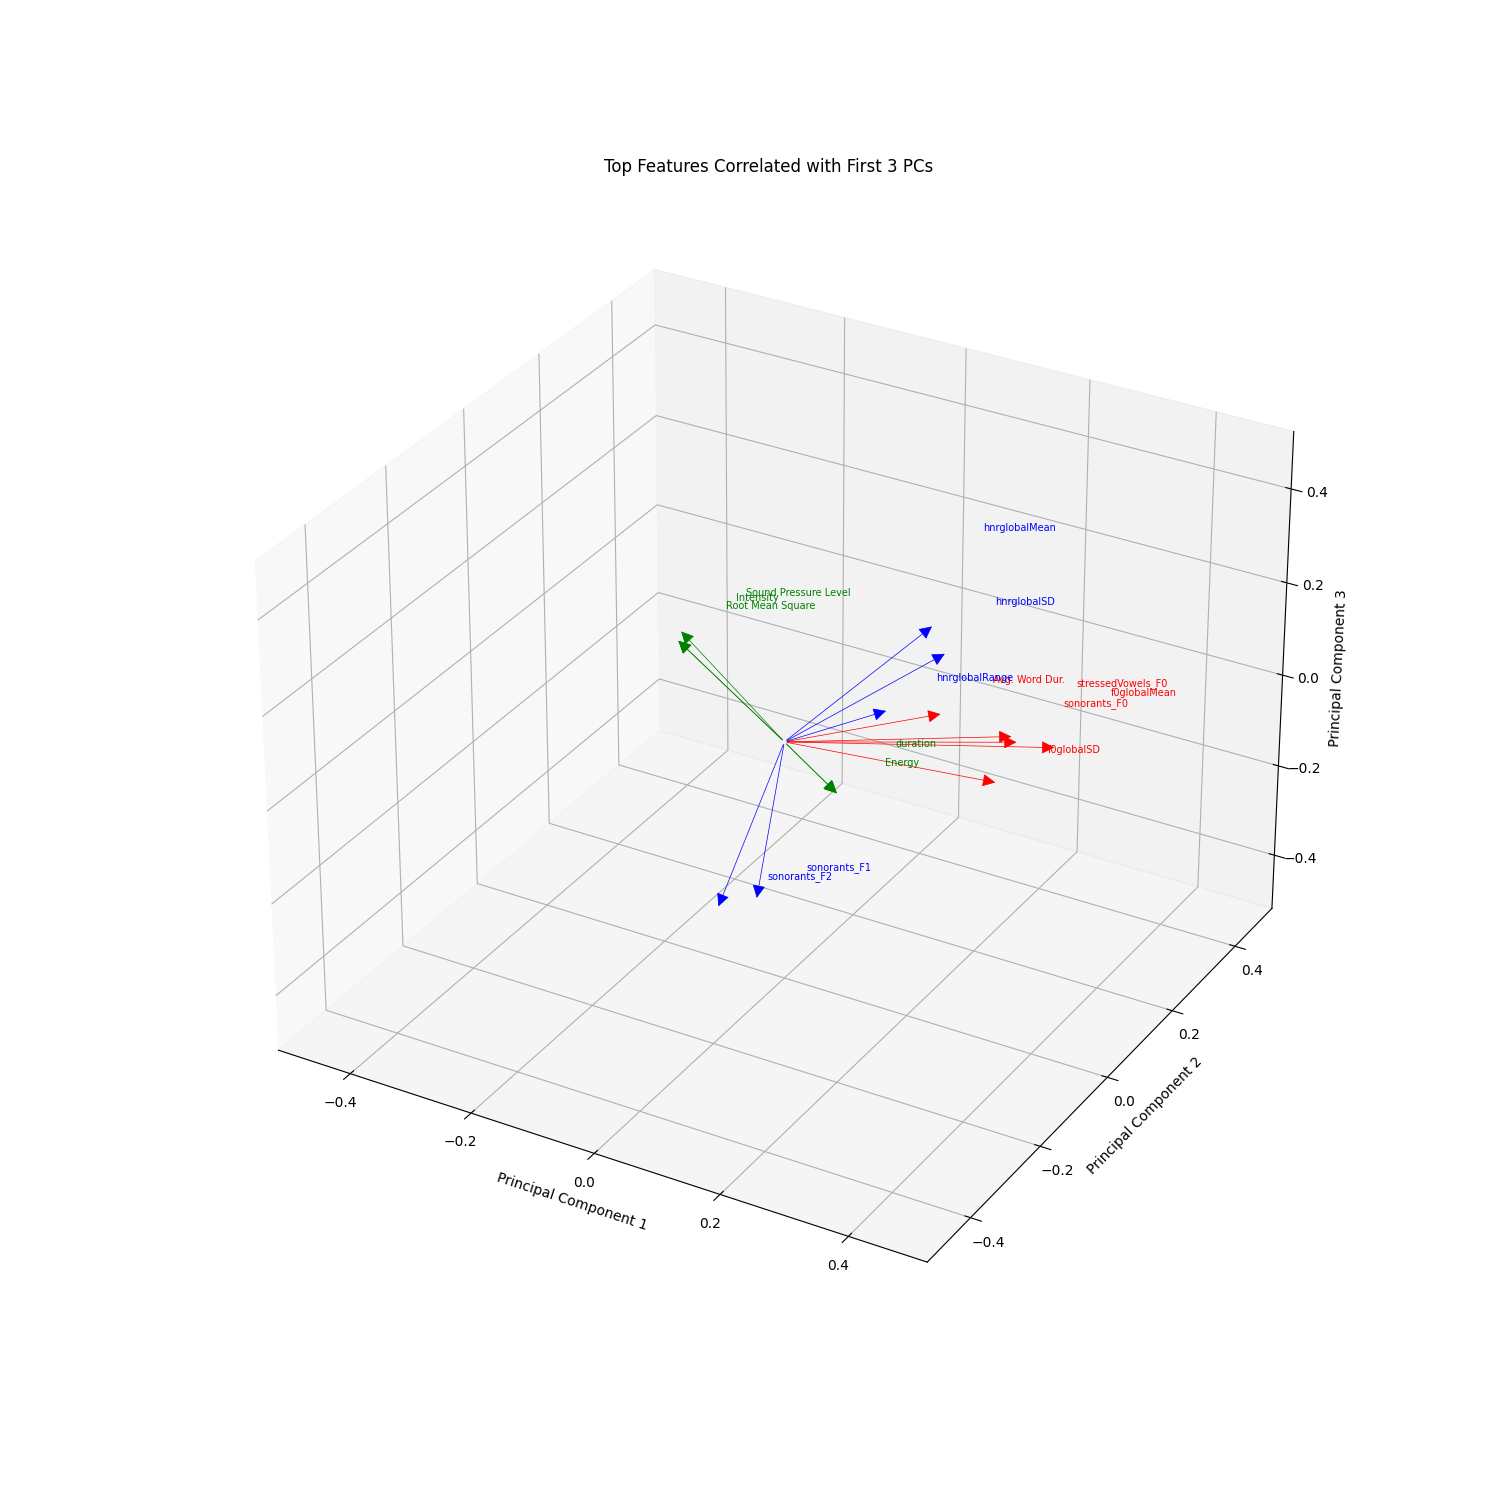 Top Features Correlated with First 3 PCs
hnrglobalMean
0.4
Sound Pressure Level
Intensity
Root Mean Square
hnrglobalSD
0.2
hnrglobalRange
Avg. Word Dur.
stressedVowels_F0
f0globalMean
sonorants_F0
0.0
Principal Component 3
duration
f0globalSD
Energy
−0.2
sonorants_F1
sonorants_F2
−0.4
0.4
0.2
0.0
−0.2
−0.4
Principal Component 2
−0.4
−0.2
0.0
0.2
0.4
Principal Component 1